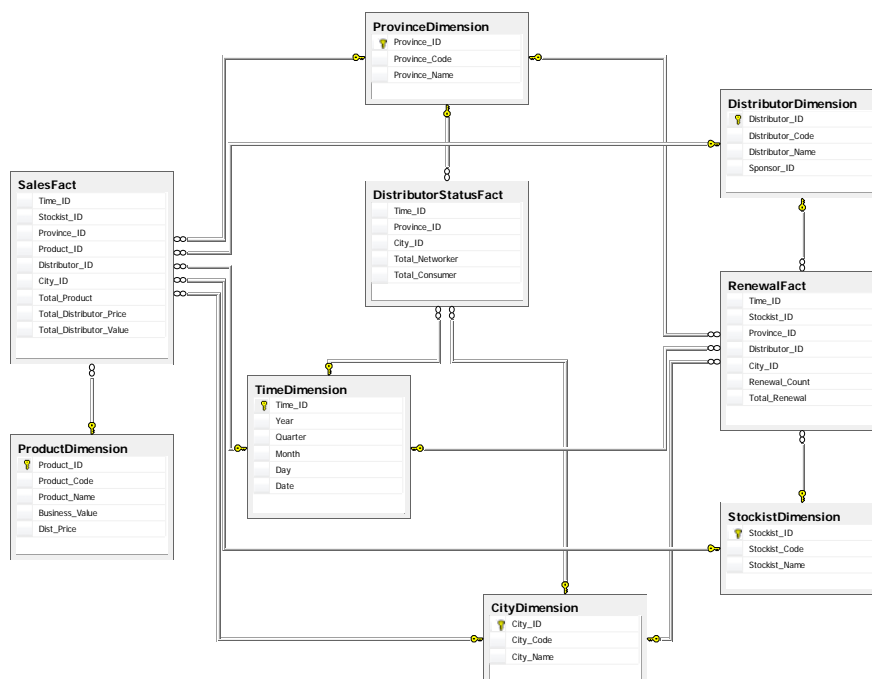 ProvinceDimension
Province_ID
Province_Code
Province_Name
DistributorDimension
Distributor_ID
Distributor_Code
Distributor_Name
Sponsor_ID
SalesFact
Time_ID
Stockist_ID
Province_ID
Product_ID
Distributor_ID
City_ID
Total_Product
Total_Distributor_Price
Total_Distributor_Value
DistributorStatusFact
Time_ID
Province_ID
City_ID
Total_Networker
Total_Consumer
RenewalFact
Time_ID
Stockist_ID
Province_ID
Distributor_ID
City_ID
Renewal_Count
Total_Renewal
TimeDimension
Time_ID
Year
Quarter
Month
Day
Date
ProductDimension
Product_ID
Product_Code
Product_Name
Business_Value
Dist_Price
StockistDimension
Stockist_ID
Stockist_Code
Stockist_Name
CityDimension
City_ID
City_Code
City_Name